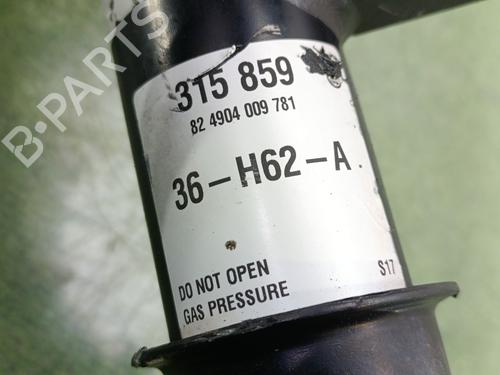 B-PARTS
315 859
82 4904 009 781
36-H62-A
DO NOT OPEN
GAS PRESSURE
S17